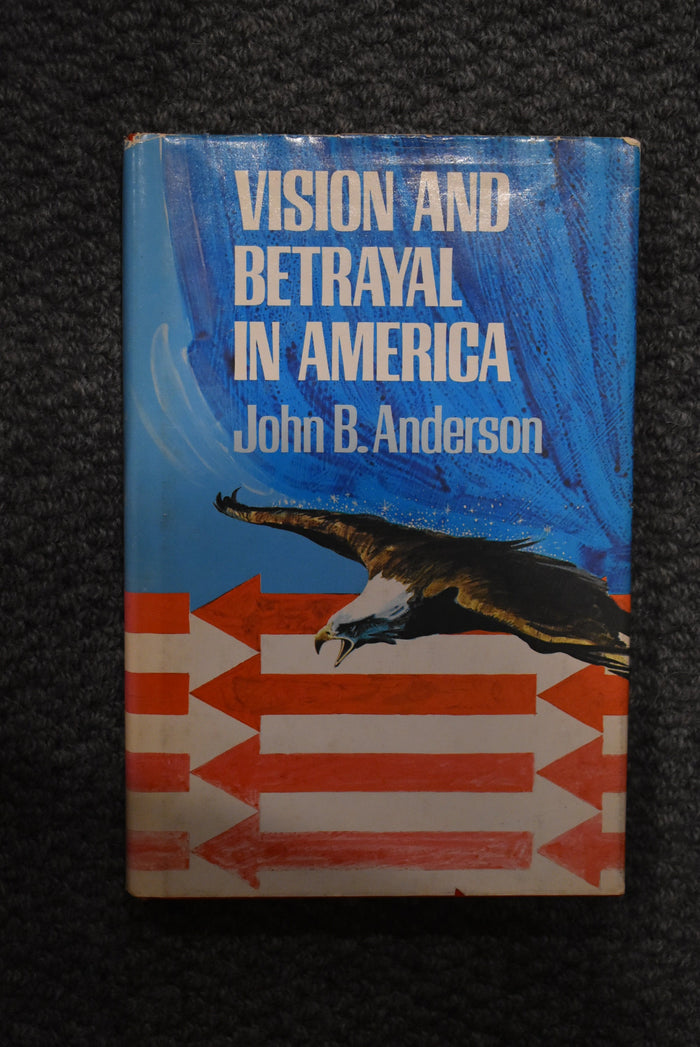 VISION AND
BETRAYAL
IN AMERICA
John B. Anderson